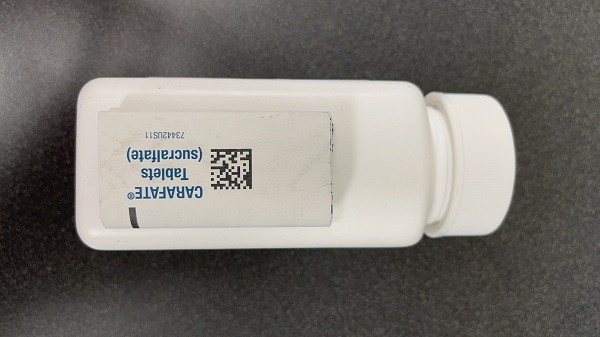 CARAFATE®
Tablets
(sucralfate)
73442US11